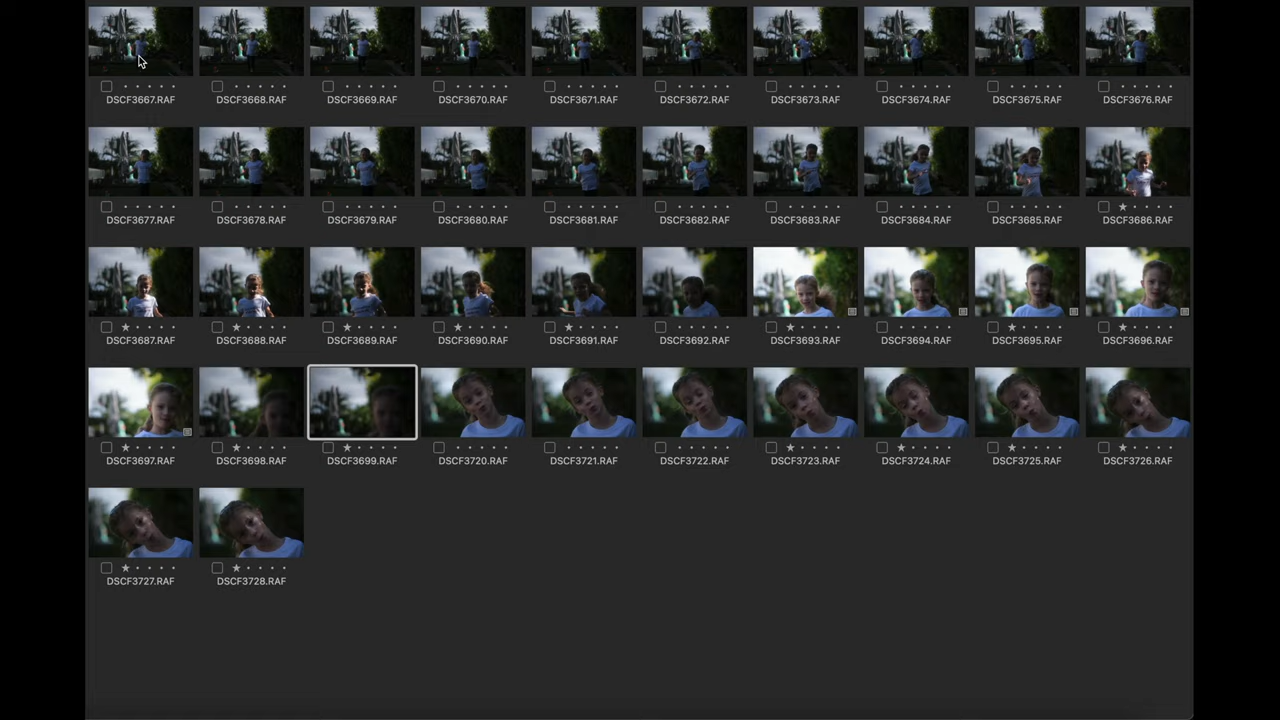 DSCF3667.RAF DSCF3668.RAF DSCF3669.RAF DSCF3670.RAF DSCF3671.RAF DSCF3672.RAF DSCF3673.RAF DSCF3674.RAF DSCF3675.RAF DSCF3676.RAF
DSCF3677.RAF DSCF3678.RAF DSCF3679.RAF DSCF3680.RAF DSCF3681.RAF DSCF3682.RAF DSCF3683.RAF DSCF3684.RAF DSCF3685.RAF DSCF3686.RAF
DSCF3687.RAF DSCF3688.RAF DSCF3689.RAF DSCF3690.RAF DSCF3691.RAF DSCF3692.RAF DSCF3693.RAF DSCF3694.RAF DSCF3695.RAF DSCF3696.RAF
DSCF3697.RAF DSCF3698.RAF DSCF3699.RAF DSCF3720.RAF DSCF3721.RAF DSCF3722.RAF DSCF3723.RAF DSCF3724.RAF DSCF3725.RAF DSCF3726.RAF
DSCF3727.RAF DSCF3728.RAF